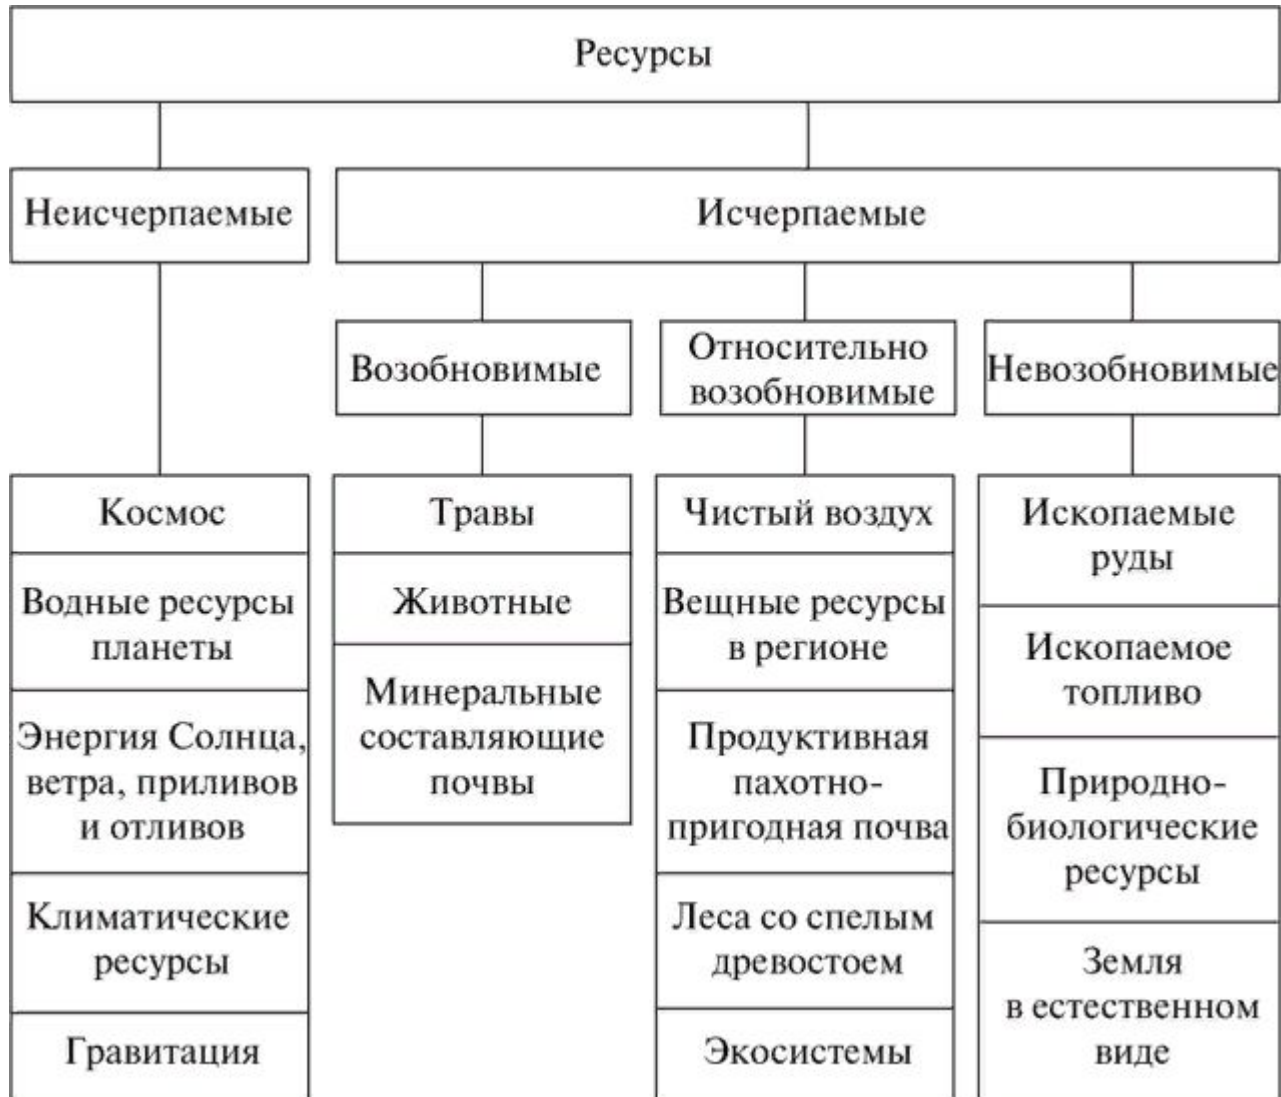 Ресурсы
Неисчерпаемые
Исчерпаемые
Возобновимые
Относительно
возобновимые
Невозобновимые
Космос
Водные ресурсы
планеты
Энергия Солнца,
ветра, приливов
и отливов
Климатические
ресурсы
Гравитация
Травы
Животные
Минеральные
составляющие
почвы
Чистый воздух
Вещные ресурсы
в регионе
Продуктивная
пахотно-
пригодная почва
Леса со спелым
древостоем
Экосистемы
Ископаемые
руды
Ископаемое
топливо
Природно-
биологические
ресурсы
Земля
в естественном
виде